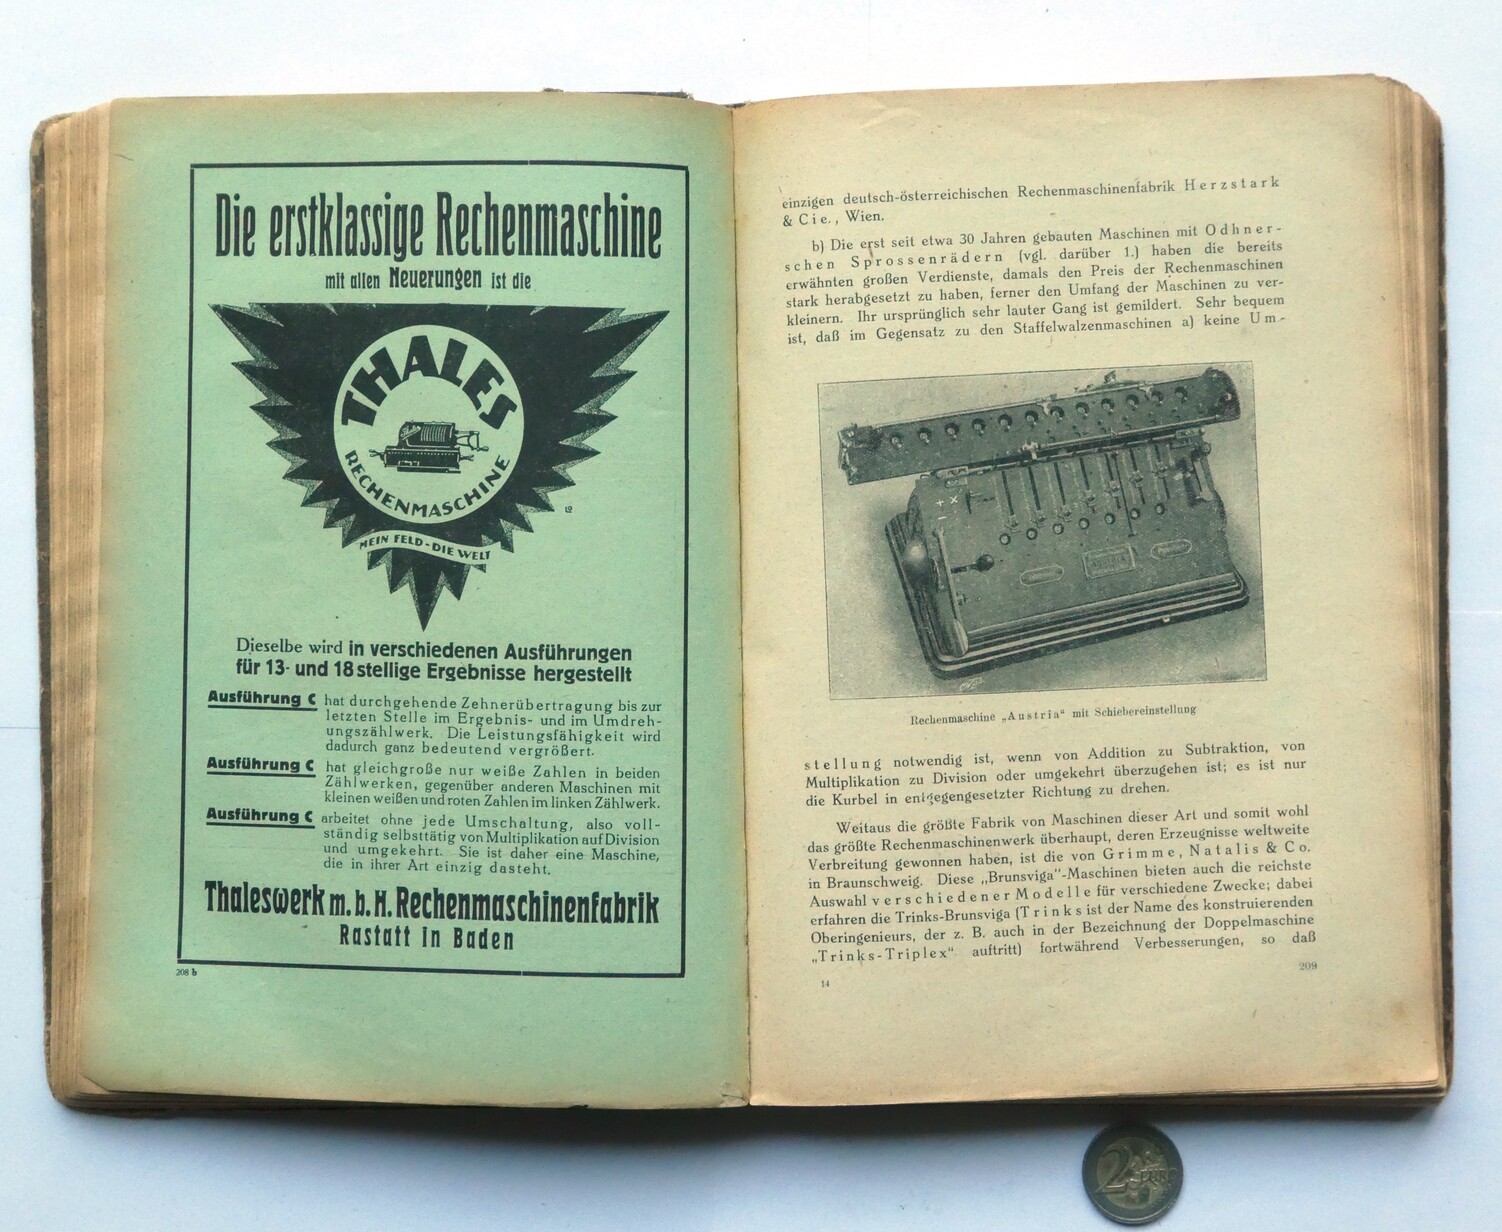 Die erstklassige Rechenmaschine
mit allen Neuerungen ist die
THALES
RECHENMASCHINE
MEIN FELD - DIE WELT
Dieselbe wird in verschiedenen Ausführungen
für 13- und 18 stellige Ergebnisse hergestellt
Ausführung C hat durchgehende Zehnerübertragung bis zur
letzten Stelle im Ergebnis- und im Umdreh-
ungszählwerk. Die Leistungsfähigkeit wird
dadurch ganz bedeutend vergrößert.
Ausführung C hat gleichgroße nur weiße Zahlen in beiden
Zählwerken, gegenüber anderen Maschinen mit
kleinen weißen und roten Zahlen im linken Zählwerk.
Ausführung C arbeitet ohne jede Umschaltung, also voll-
ständig selbsttätig von Multiplikation auf Division
und umgekehrt. Sie ist daher eine Maschine,
die in ihrer Art einzig dasteht.
Thaleswerk m. b. H. Rechenmaschinenfabrik
Rastatt in Baden
208 b
einzigen deutsch-österreichischen Rechenmaschinenfabrik Herzstark
& Cie., Wien.
b) Die erst seit etwa 30 Jahren gebauten Maschinen mit Odhner-
schen Sprossenrädern (vgl. darüber 1.) haben die bereits
erwähnten großen Verdienste, damals den Preis der Rechenmaschinen
stark herabgesetzt zu haben, ferner den Umfang der Maschinen zu ver-
kleinern. Ihr ursprünglich sehr lauter Gang ist gemildert. Sehr bequem
ist, daß im Gegensatz zu den Staffelwalzenmaschinen a) keine Um-
AUSTRIA
Rechenmaschine „Austria“ mit Schiebereinstellung
stellung notwendig ist, wenn von Addition zu Subtraktion, von
Multiplikation zu Division oder umgekehrt überzugehen ist; es ist nur
die Kurbel in entgegengesetzter Richtung zu drehen.
Weitaus die größte Fabrik von Maschinen dieser Art und somit wohl
das größte Rechenmaschinenwerk überhaupt, deren Erzeugnisse weltweite
Verbreitung gewonnen haben, ist die von Grimme, Natalis & Co.
in Braunschweig. Diese „Brunsviga“-Maschinen bieten auch die reichste
Auswahl verschiedener Modelle für verschiedene Zwecke; dabei
erfahren die Trinks-Brunsviga (Trinks ist der Name des konstruierenden
Oberingenieurs, der z. B. auch in der Bezeichnung der Doppelmaschine
„Trinks-Triplex“ auftritt) fortwährend Verbesserungen, so daß
14
209
2 EURO